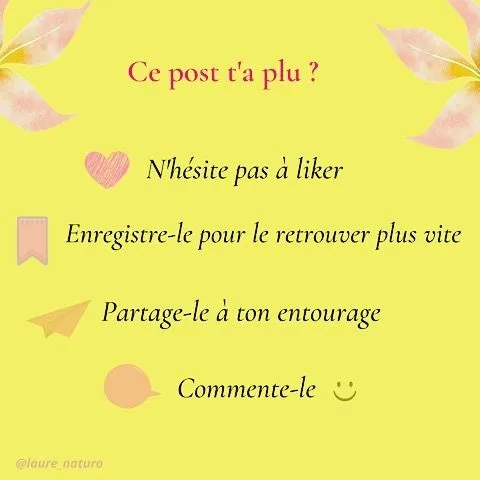 Ce post t'a plu ?
N'hésite pas à liker
Enregistre-le pour le retrouver plus vite
Partage-le à ton entourage
Commente-le
@laure_naturo